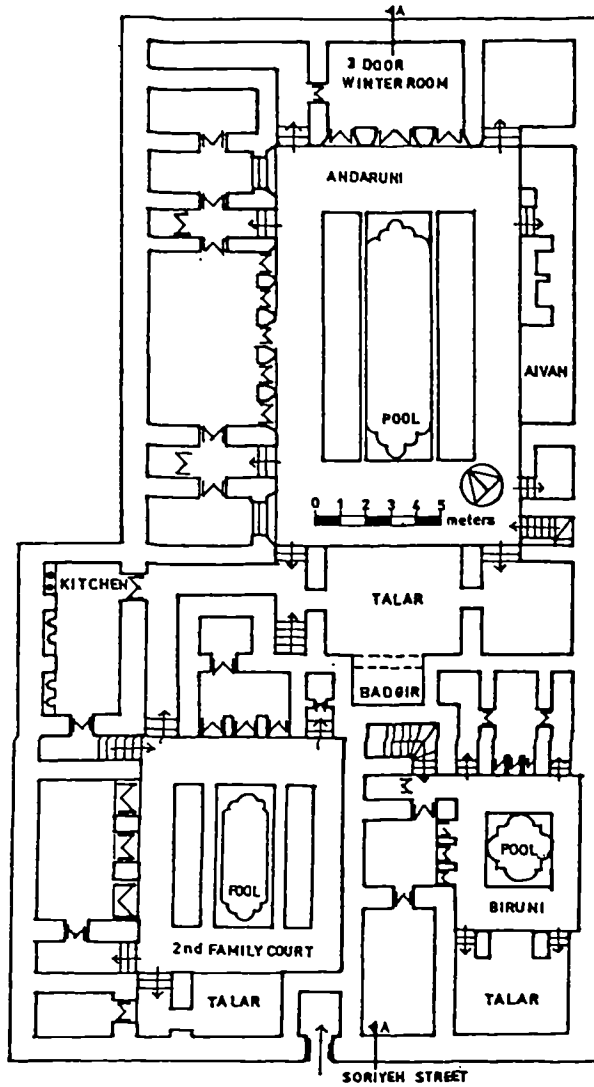 A
3 DOOR
WINTER ROOM
ANDARUNI
AIVAN
POOL
0 1 2 3 4 5
meters
KITCHEN
TALAR
BADGIR
POOL
POOL
BIRUNI
2nd FAMILY COURT
TALAR
TALAR
A
SORIYEH STREET